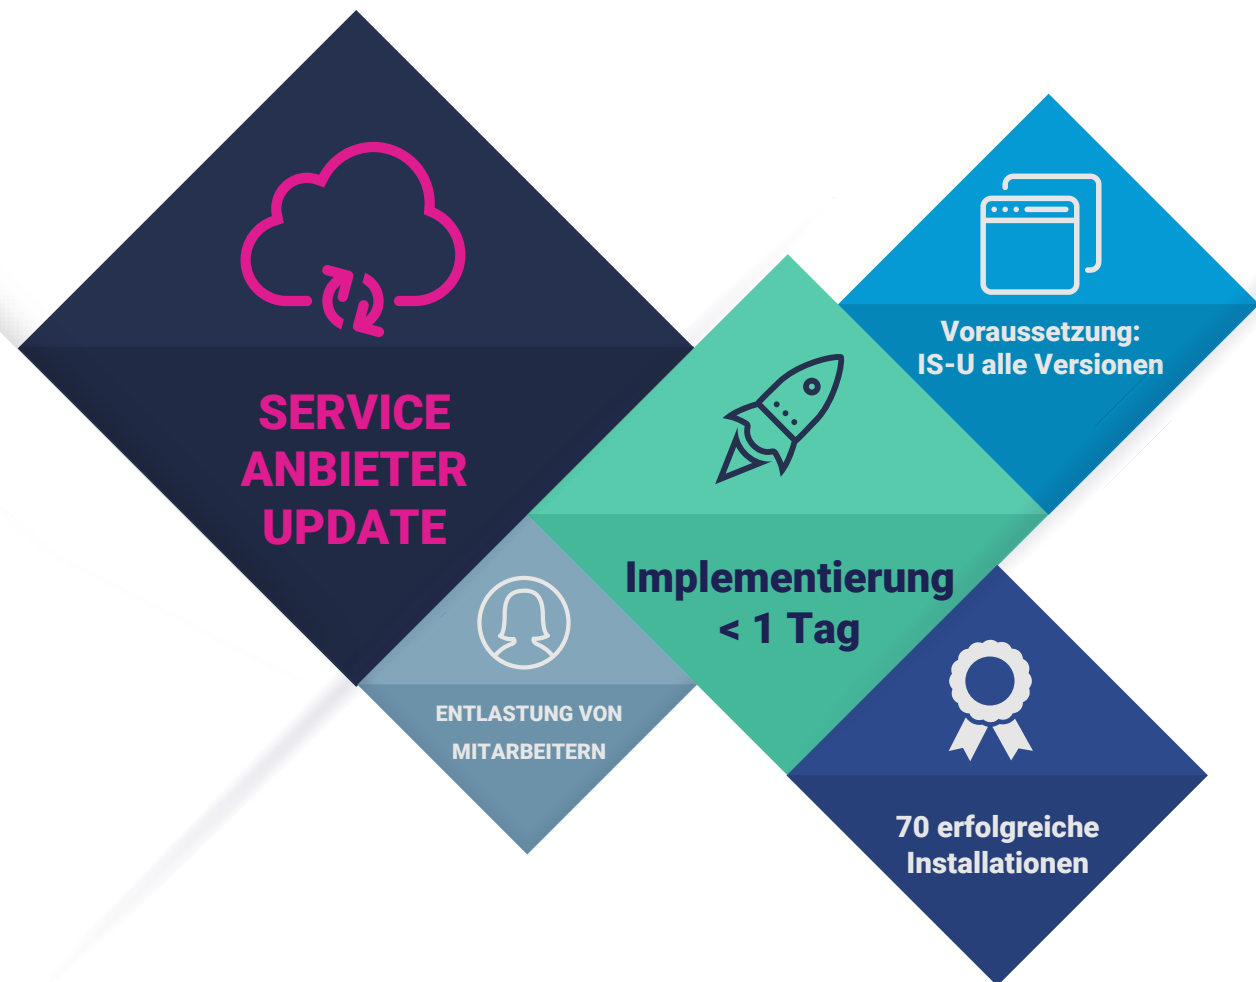 SERVICE
ANBIETER
UPDATE
Voraussetzung:
IS-U alle Versionen
Implementierung
< 1 Tag
ENTLASTUNG VON
MITARBEITERN
70 erfolgreiche
Installationen